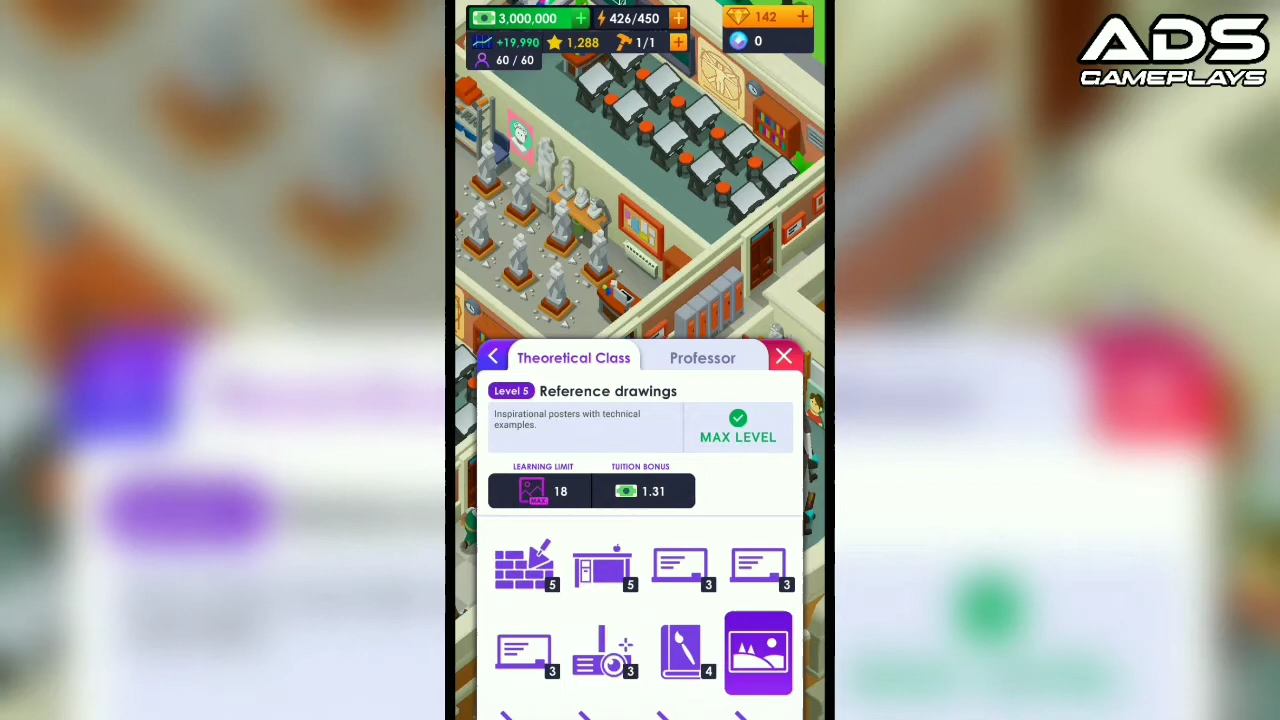 3,000,000
426/450
142
ADS
GAMEPLAYS
+19,990
1,288
1/1
0
60 / 60
Theoretical Class
Professor
Level 5
Reference drawings
Inspirational posters with technical
examples.
MAX LEVEL
LEARNING LIMIT
TUITION BONUS
MAX
18
1.31
5
5
3
3
3
3
4